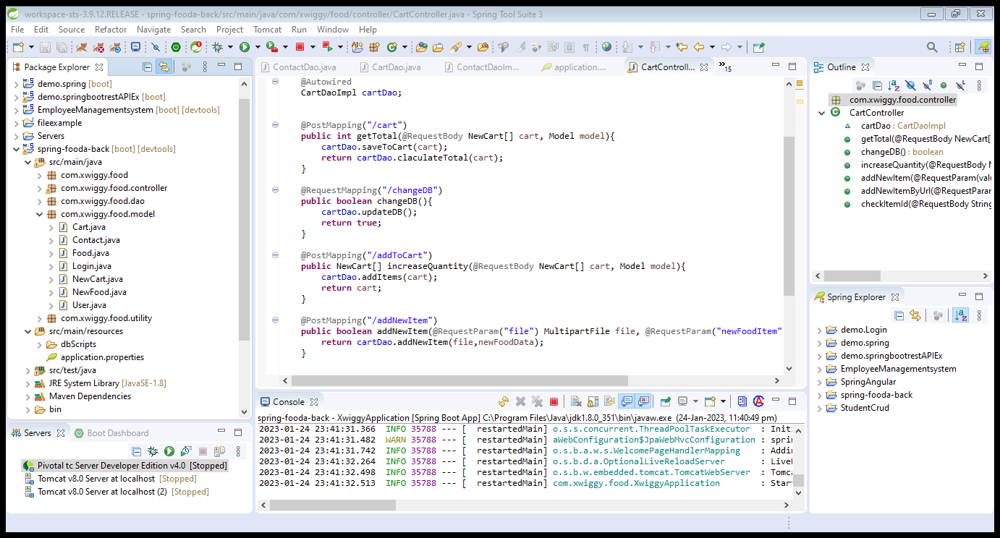 workspace-sts-3.9.12.RELEASE - spring-fooda-back/src/main/java/com/xwiggy/food/controller/CartController.java - Spring Tool Suite 3
File Edit Source Refactor Navigate Search Project Tomcat Run Window Help
Package Explorer
demo.spring [boot]
demo.springbootrestAPIEx [boot]
EmployeeManagementsystem [boot] [devtools]
fileexample
Servers
spring-fooda-back [boot] [devtools]
src/main/java
com.xwiggy.food
com.xwiggy.food.controller
com.xwiggy.food.dao
com.xwiggy.food.model
Cart.java
Contact.java
Food.java
Login.java
NewCart.java
NewFood.java
User.java
com.xwiggy.food.utility
src/main/resources
dbScripts
application.properties
src/test/java
JRE System Library [JavaSE-1.8]
Maven Dependencies
bin
Servers Boot Dashboard
Pivotal tc Server Developer Edition v4.0 [Stopped]
Tomcat v8.0 Server at localhost [Stopped]
Tomcat v8.0 Server at localhost (2) [Stopped]
ContactDao.java CartDao.java ContactDaoIm... application.... CartControll... »15
@Autowired
CartDaoImpl cartDao;
@PostMapping("/cart")
public int getTotal(@RequestBody NewCart[] cart, Model model){
cartDao.saveToCart(cart);
return cartDao.claculateTotal(cart);
}
@RequestMapping("/changeDB")
public boolean changeDB(){
cartDao.updateDB();
return true;
}
@PostMapping("/addToCart")
public NewCart[] increaseQuantity(@RequestBody NewCart[] cart, Model model){
cartDao.addItems(cart);
return cart;
}
@PostMapping("/addNewItem")
public boolean addNewItem(@RequestParam("file") MultipartFile file, @RequestParam("newFoodItem"
return cartDao.addNewItem(file,newFoodData);
}
Console
spring-fooda-back - XwiggyApplication [Spring Boot App] C:\Program Files\Java\jdk1.8.0_351\bin\javaw.exe (24-Jan-2023, 11:40:49 pm)
2023-01-24 23:41:31.366 INFO 35788 --- [ restartedMain] o.s.s.concurrent.ThreadPoolTaskExecutor : Initi
2023-01-24 23:41:31.482 WARN 35788 --- [ restartedMain] aWebConfiguration$JpaWebMvcConfiguration : sprin
2023-01-24 23:41:31.742 INFO 35788 --- [ restartedMain] o.s.b.a.w.s.WelcomePageHandlerMapping : Addin
2023-01-24 23:41:32.264 INFO 35788 --- [ restartedMain] o.s.b.d.a.OptionalLiveReloadServer : LiveR
2023-01-24 23:41:32.498 INFO 35788 --- [ restartedMain] o.s.b.w.embedded.tomcat.TomcatWebServer : Tomca
2023-01-24 23:41:32.513 INFO 35788 --- [ restartedMain] com.xwiggy.food.XwiggyApplication : Start
Outline
com.xwiggy.food.controller
CartController
cartDao : CartDaoImpl
getTotal(@RequestBody NewCart[
changeDB() : boolean
increaseQuantity(@RequestBody N
addNewItem(@RequestParam(valu
addNewItemByUrl(@RequestParam
checkItemId(@RequestBody String
Spring Explorer
demo.Login
demo.spring
demo.springbootrestAPIEx
EmployeeManagementsystem
SpringAngular
spring-fooda-back
StudentCrud